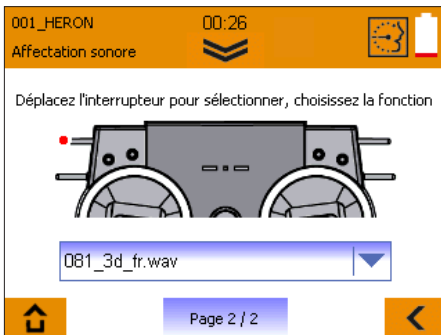 001_HERON
00:26
Affectation sonore
Déplacez l'interrupteur pour sélectionner, choisissez la fonction
081_3d_fr.wav
Page 2 / 2